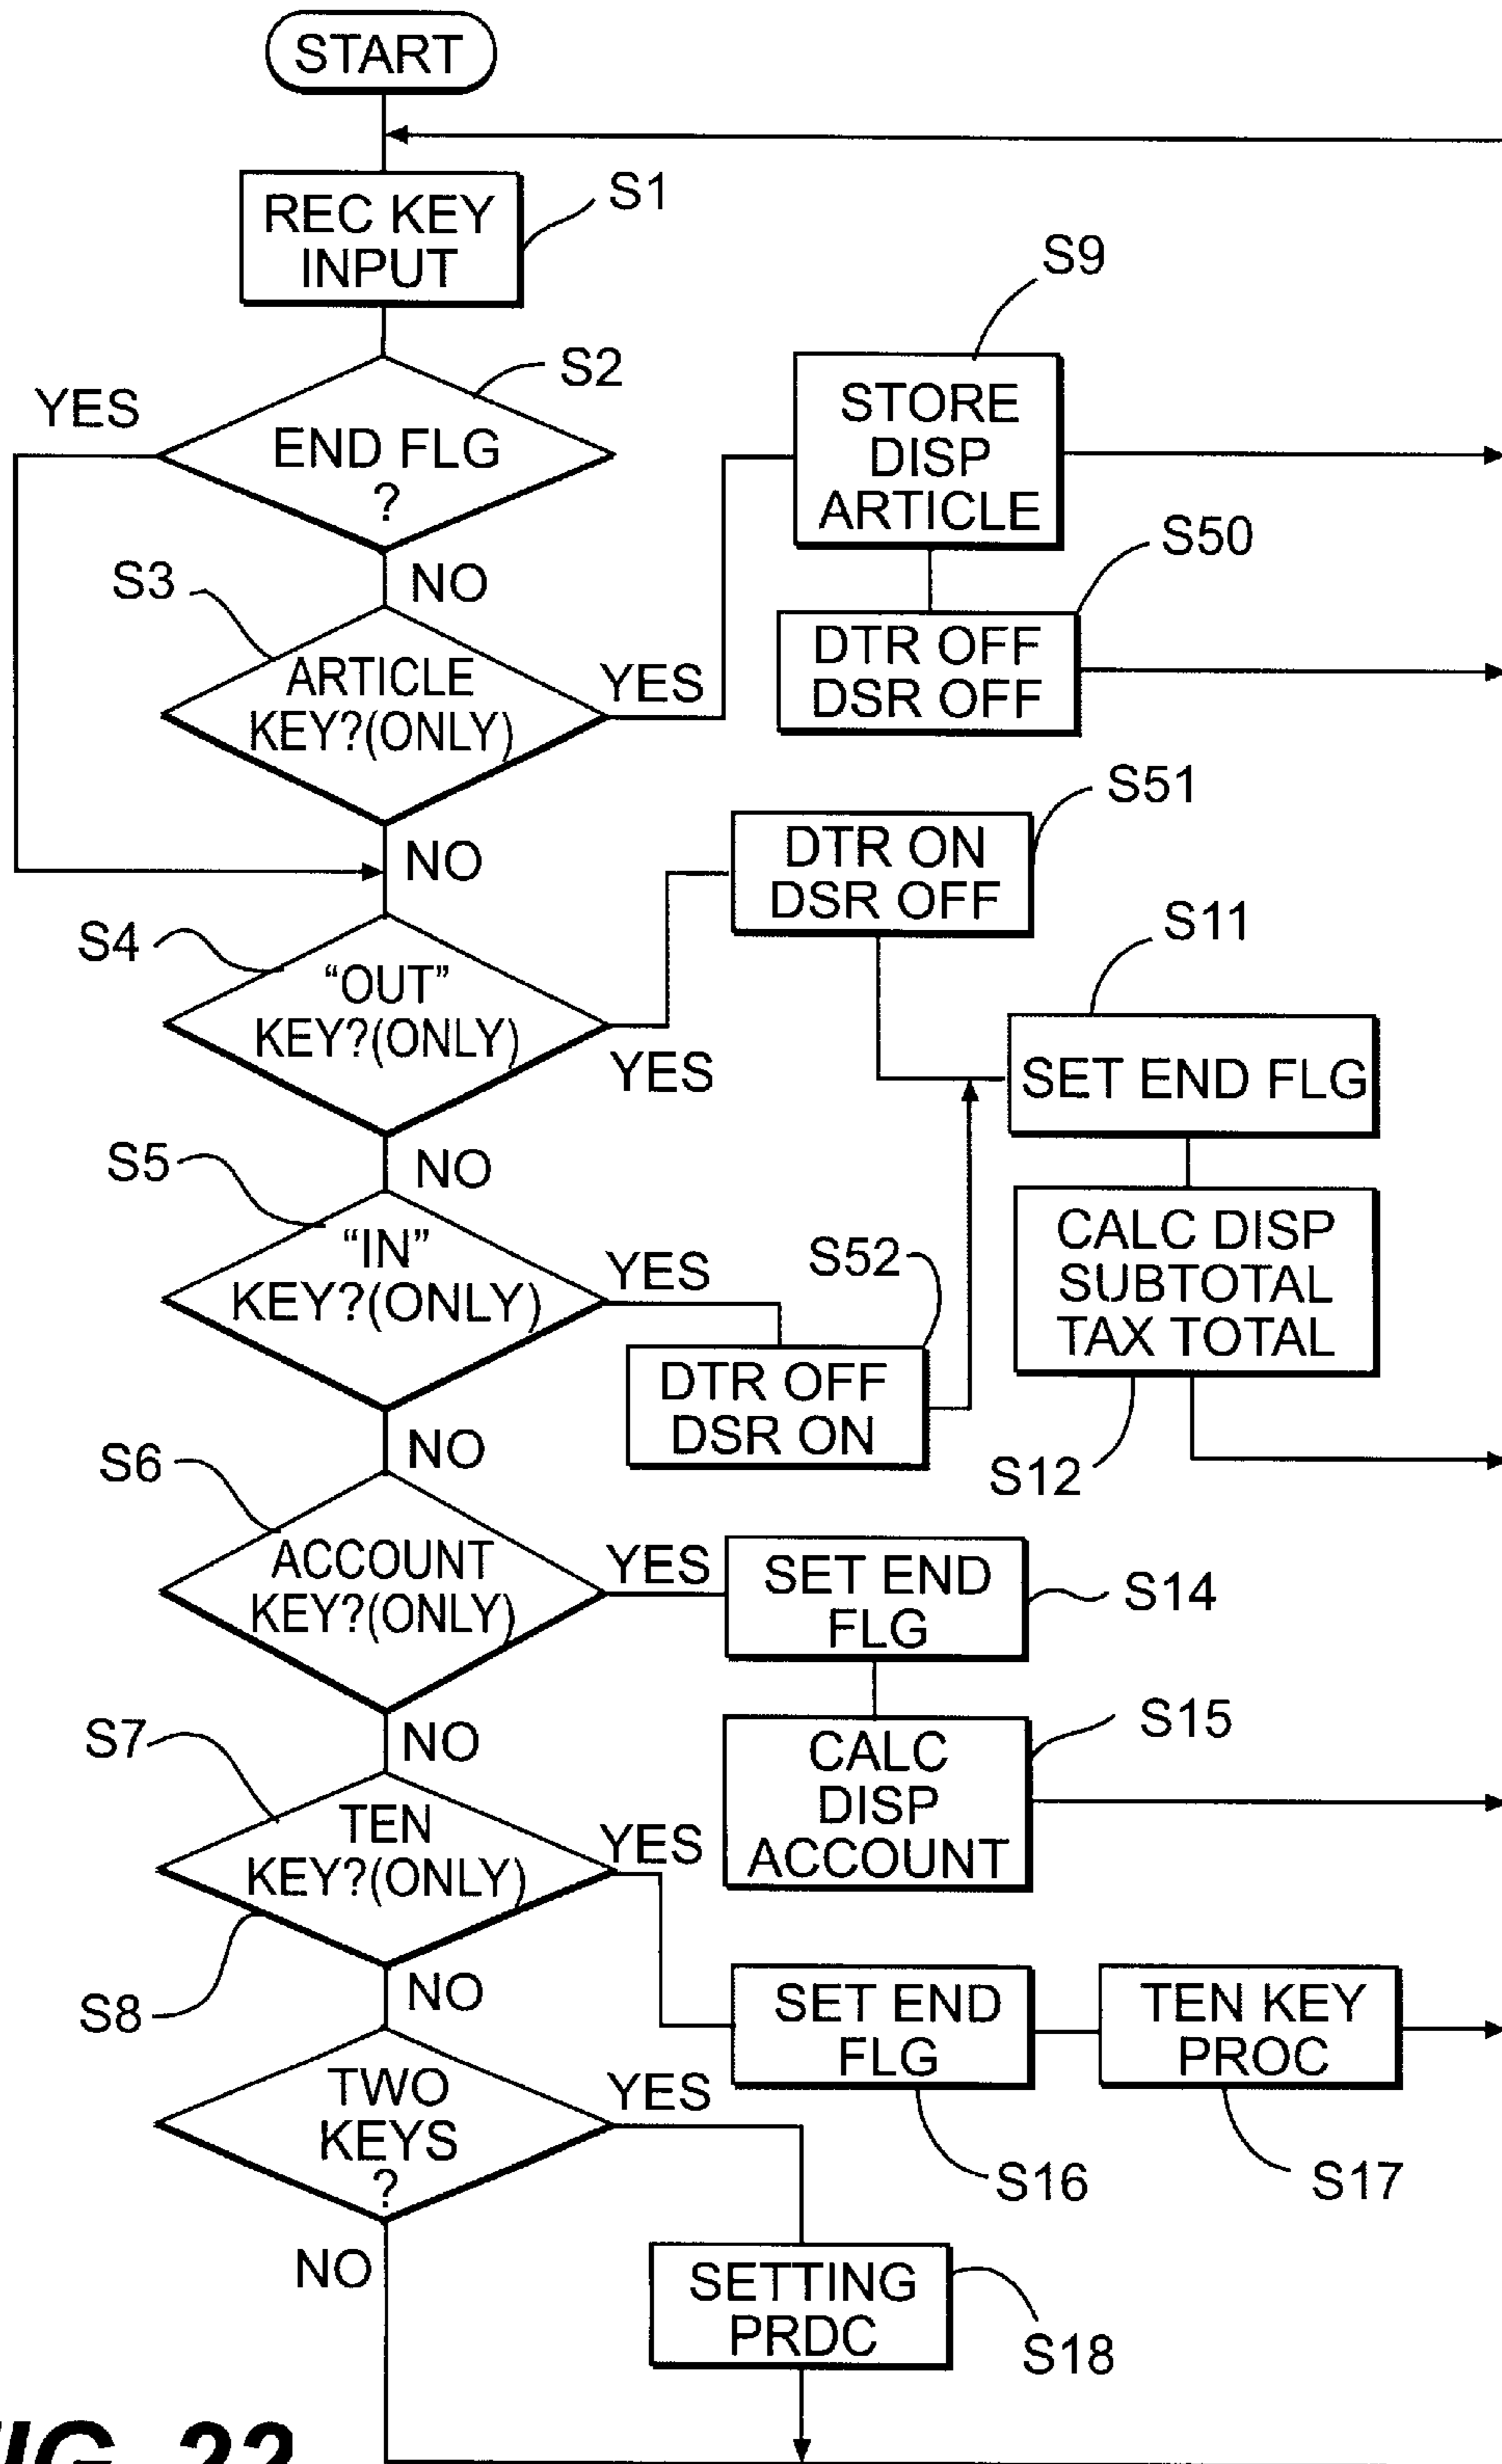 START
REC KEY
INPUT
S1
S9
S2
YES
END FLG
?
STORE
DISP
ARTICLE
S50
S3
NO
ARTICLE
KEY?(ONLY)
YES
DTR OFF
DSR OFF
S51
NO
DTR ON
DSR OFF
S4
“OUT”
KEY?(ONLY)
YES
S11
SET END FLG
S5
NO
“IN”
KEY?(ONLY)
YES
S52
CALC DISP
SUBTOTAL
TAX TOTAL
DTR OFF
DSR ON
S12
S6
NO
ACCOUNT
KEY?(ONLY)
YES
SET END
FLG
S14
S7
NO
CALC
DISP
ACCOUNT
S15
TEN
KEY?(ONLY)
YES
S8
NO
SET END
FLG
TEN KEY
PROC
TWO
KEYS
?
YES
S16
S17
NO
SETTING
PRDC
S18
FIG. 22